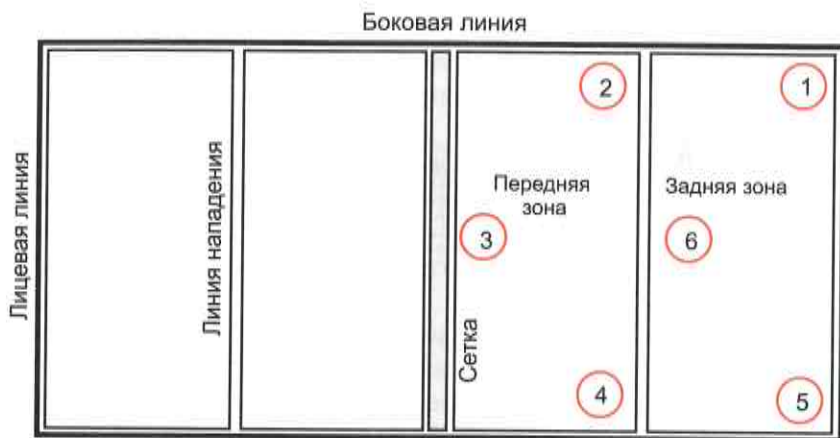 Боковая линия
Лицевая линия
Линия нападения
Сетка
2
1
Передняя
зона
Задняя зона
3
6
4
5